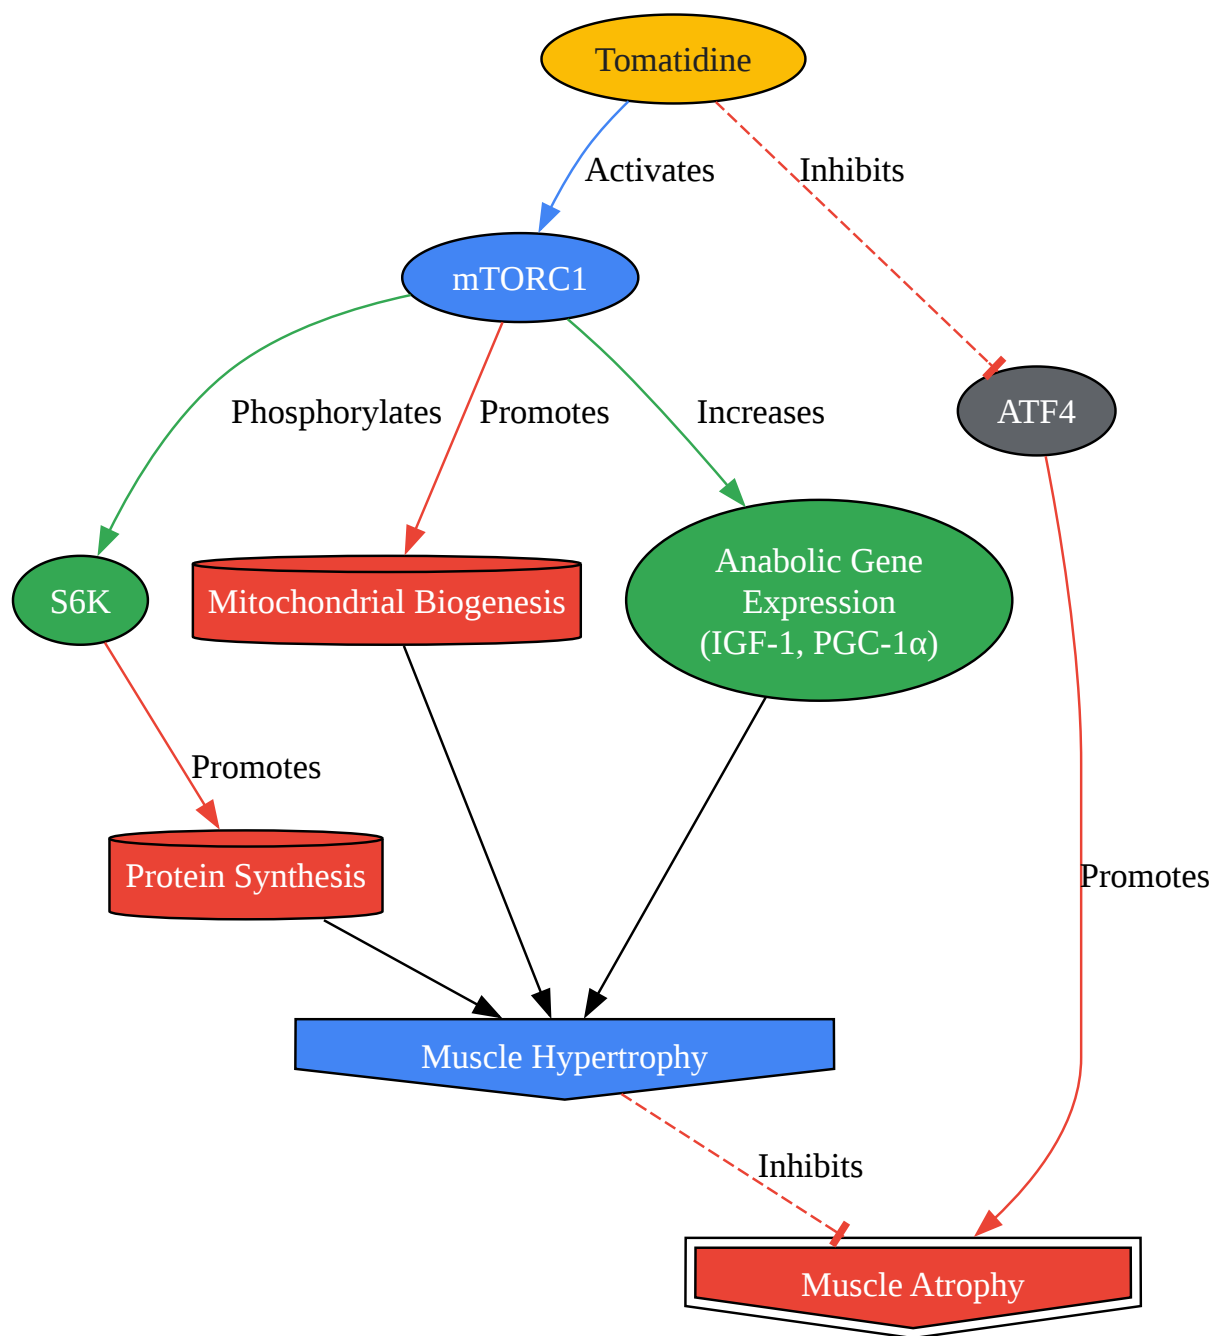 Tomatidine
Activates
Inhibits
mTORC1
Phosphorylates
Promotes
Increases
ATF4
S6K
Mitochondrial Biogenesis
Anabolic Gene
Expression
(IGF-1, PGC-1α)
Promotes
Protein Synthesis
Promotes
Muscle Hypertrophy
Inhibits
Muscle Atrophy